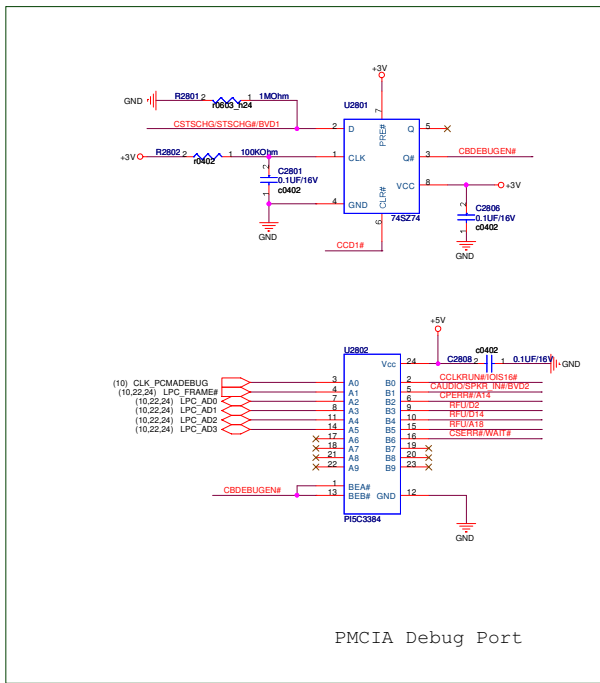 +3V
R2801 2 1 1MOhm
GND r0603_h24
U2801
7
CSTSCHG/STSCHG#/BVD1 2 D PRE# Q 5
+3V R2802 2 1 100KOhm 1 CLK Q# 3 CBDEBUGEN#
r0402
2 C2801
0.1UF/16V
1 c0402
VCC 8 +3V
4 GND CLR#
2 C2806
0.1UF/16V
1 c0402
6 74SZ74
GND
GND
CCD1#
+5V
U2802
c0402
Vcc 24 C2808 2 1 0.1UF/16V GND
(10) CLK_PCMADEBUG 3 A0 B0 2 CCLKRUN#/IOIS16#
(10,22,24) LPC_FRAME# 4 A1 B1 5 CAUDIO/SPKR_IN#/BVD2
(10,22,24) LPC_AD0 7 A2 B2 6 CPERR#/A14
(10,22,24) LPC_AD1 8 A3 B3 9 RFU/D2
(10,22,24) LPC_AD2 11 A4 B4 10 RFU/D14
(10,22,24) LPC_AD3 14 A5 B5 15 RFU/A18
17 A6 B6 16 CSERR#/WAIT#
18 A7 B7 19
21 A8 B8 20
22 A9 B9 23
1 BEA#
CBDEBUGEN# 13 BEB# GND 12
PI5C3384
GND
PMCIA Debug Port